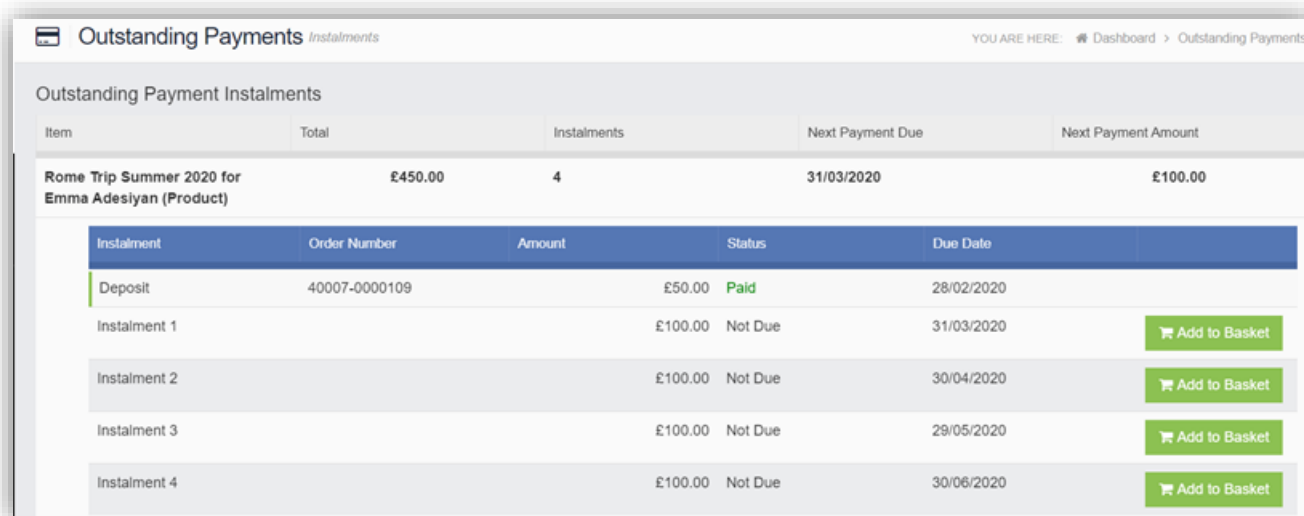 Outstanding Payments Instalments
YOU ARE HERE: Dashboard > Outstanding Payments
Outstanding Payment Instalments
Item Total Instalments Next Payment Due Next Payment Amount
Rome Trip Summer 2020 for £450.00 4 31/03/2020 £100.00
Emma Adesiyan (Product)
Instalment Order Number Amount Status Due Date
Deposit 40007-0000109 £50.00 Paid 28/02/2020
Instalment 1 £100.00 Not Due 31/03/2020 Add to Basket
Instalment 2 £100.00 Not Due 30/04/2020 Add to Basket
Instalment 3 £100.00 Not Due 29/05/2020 Add to Basket
Instalment 4 £100.00 Not Due 30/06/2020 Add to Basket